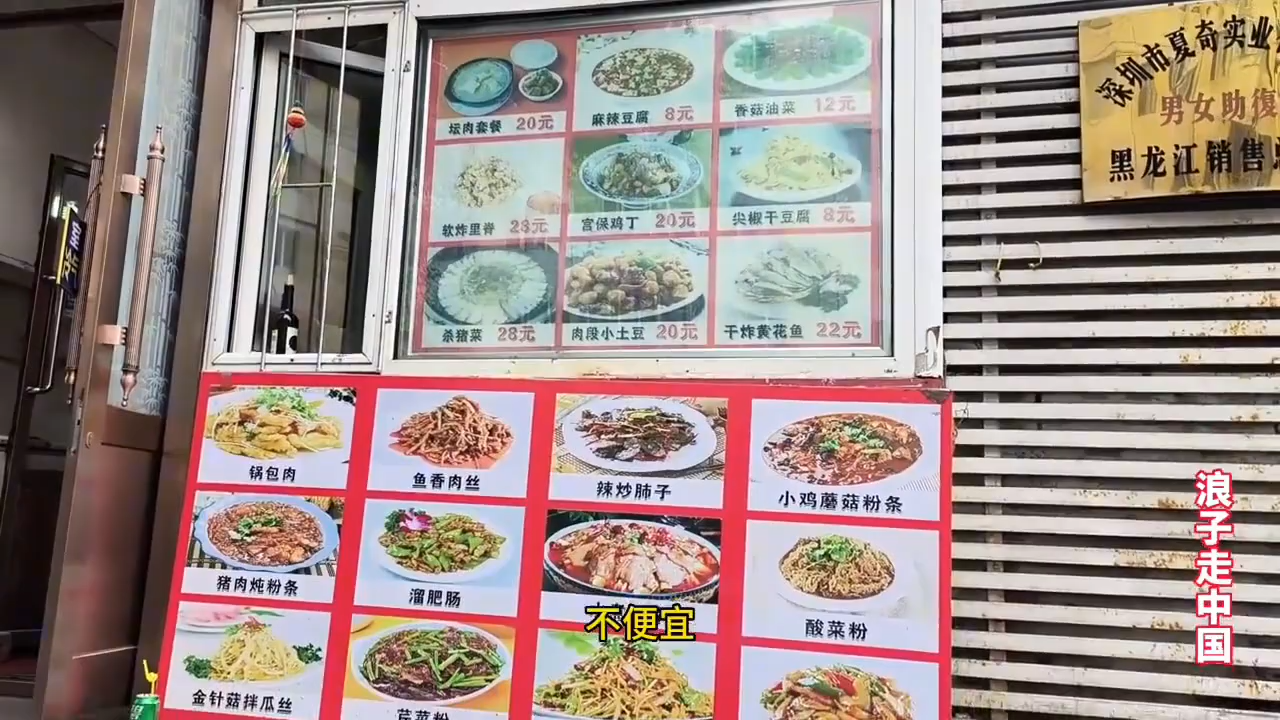 坛肉套餐 20元
麻辣豆腐 8元
香菇油菜 12元
软炸里脊 28元
宫保鸡丁 20元
尖椒干豆腐 8元
杀猪菜 28元
肉段小土豆 20元
干炸黄花鱼 22元
锅包肉
鱼香肉丝
辣炒肺子
小鸡蘑菇粉条
猪肉炖粉条
溜肥肠
酸菜粉
金针菇拌瓜丝
芹菜粉
不便宜
深圳市夏奇实业
男女助復
黑龙江销售
浪子走中国